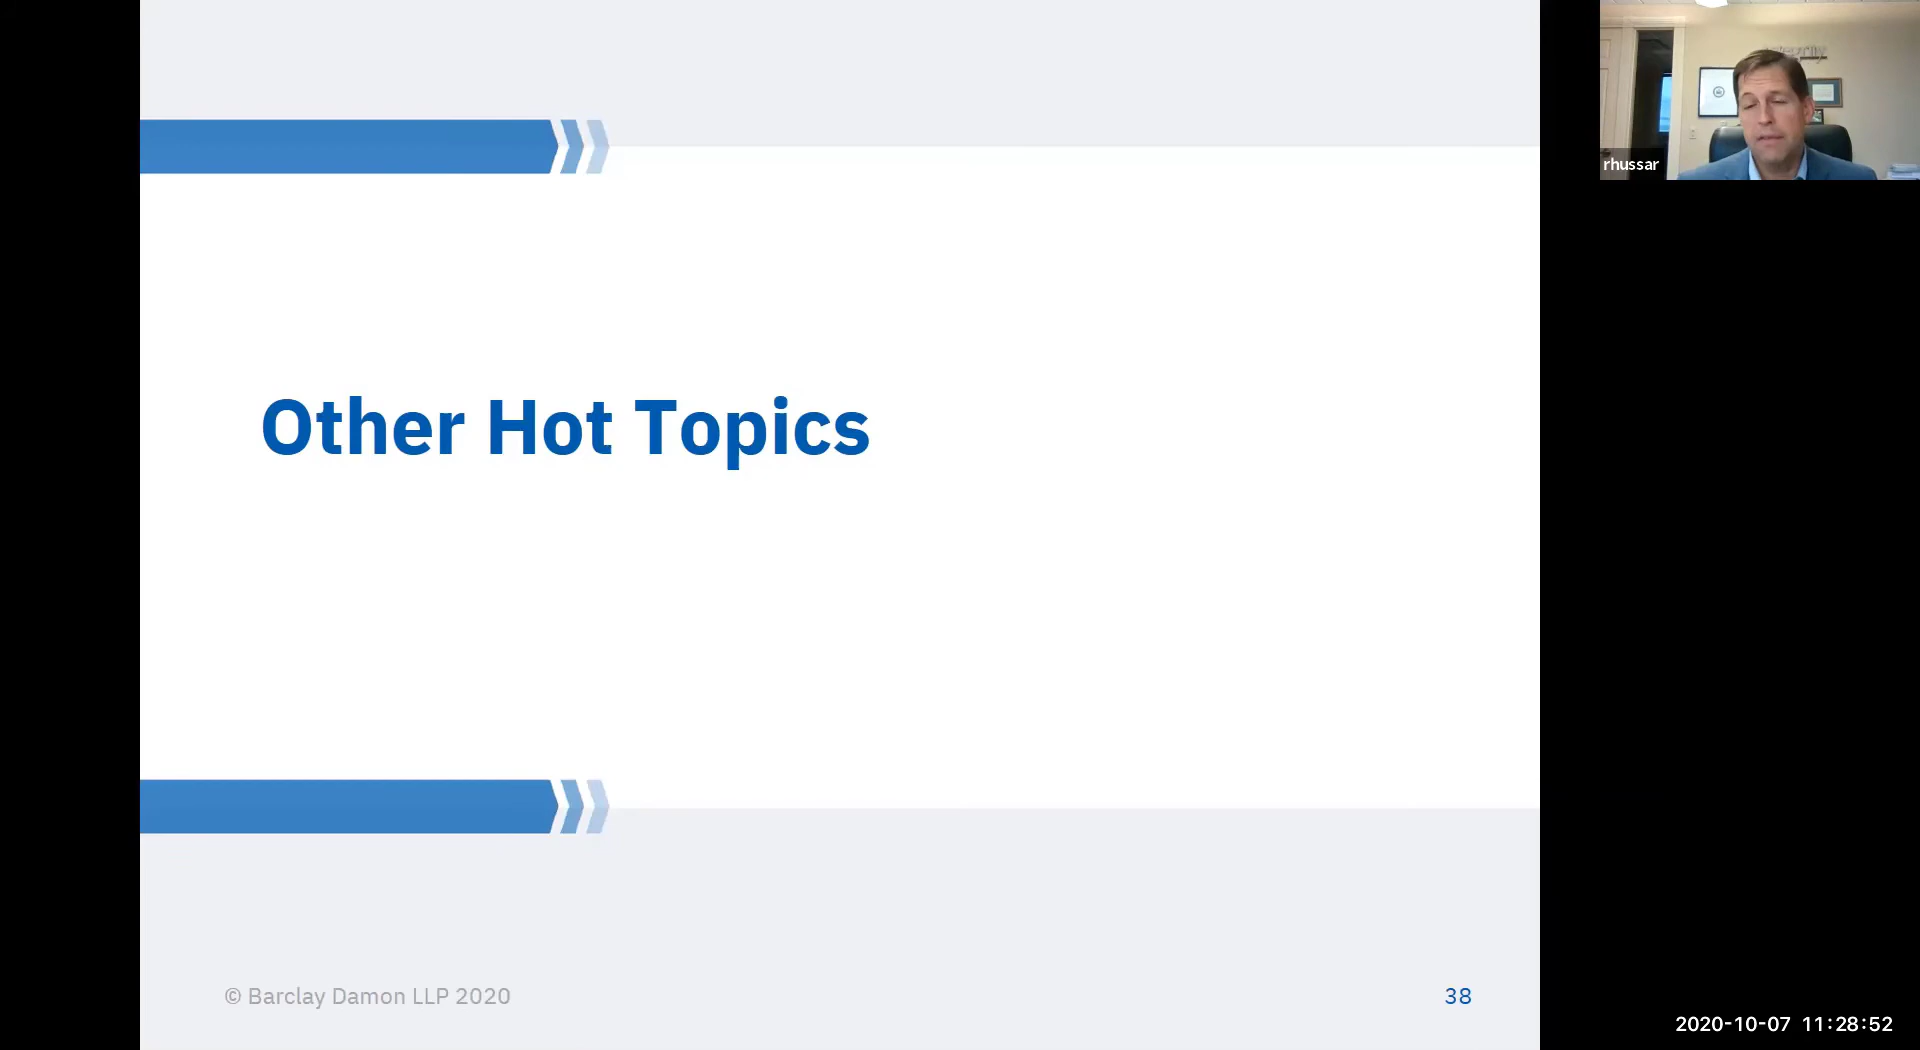 Other Hot Topics
© Barclay Damon LLP 2020
38
rhussar
2020-10-07 11:28:52